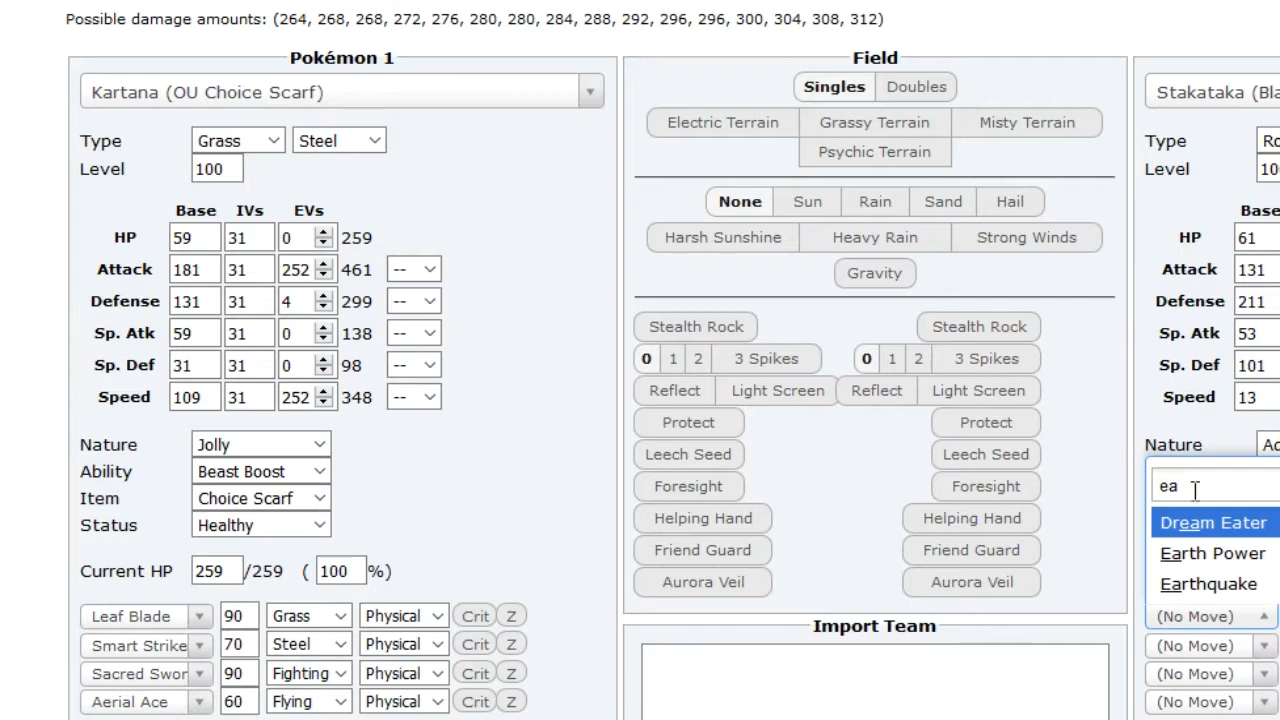 Possible damage amounts: (264, 268, 268, 272, 276, 280, 280, 284, 288, 292, 296, 296, 300, 304, 308, 312)
Pokémon 1
Kartana (OU Choice Scarf)
Type Grass Steel
Level 100
Base IVs EVs
HP 59 31 0 259
Attack 181 31 252 461 --
Defense 131 31 4 299 --
Sp. Atk 59 31 0 138 --
Sp. Def 31 31 0 98 --
Speed 109 31 252 348 --
Nature Jolly
Ability Beast Boost
Item Choice Scarf
Status Healthy
Current HP 259 /259 ( 100 %)
Leaf Blade 90 Grass Physical Crit Z
Smart Strike 70 Steel Physical Crit Z
Sacred Swor 90 Fighting Physical Crit Z
Aerial Ace 60 Flying Physical Crit Z
Field
Singles Doubles
Electric Terrain Grassy Terrain Misty Terrain
Psychic Terrain
None Sun Rain Sand Hail
Harsh Sunshine Heavy Rain Strong Winds
Gravity
Stealth Rock Stealth Rock
0 1 2 3 Spikes 0 1 2 3 Spikes
Reflect Light Screen Reflect Light Screen
Protect Protect
Leech Seed Leech Seed
Foresight Foresight
Helping Hand Helping Hand
Friend Guard Friend Guard
Aurora Veil Aurora Veil
Import Team
Stakataka (Bla
Type Ro
Level 10
Base
HP 61
Attack 131
Defense 211
Sp. Atk 53
Sp. Def 101
Speed 13
Nature Ad
ea
Dream Eater
Earth Power
Earthquake
(No Move)
(No Move)
(No Move)
(No Move)